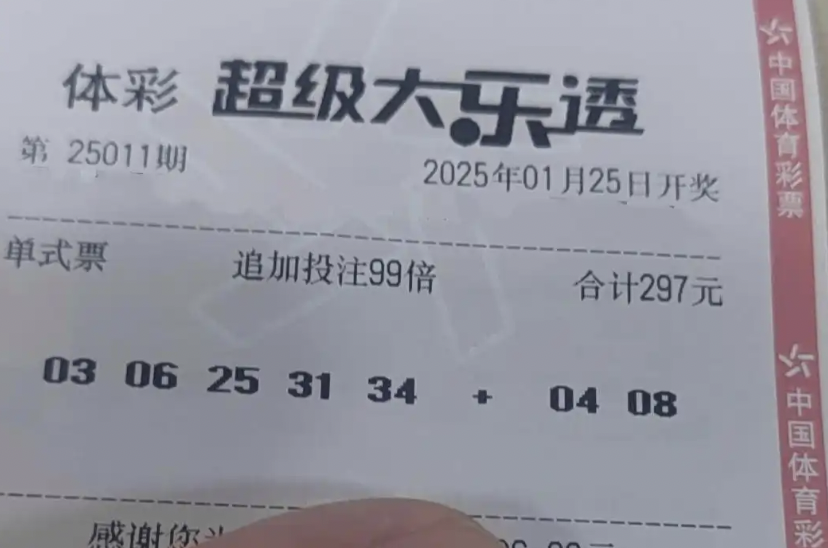 体彩 超级大乐透
第 25011期 2025年01月25日开奖
单式票 追加投注99倍 合计297元
03 06 25 31 34 + 04 08
感谢您
中国体育彩票
中国体育彩